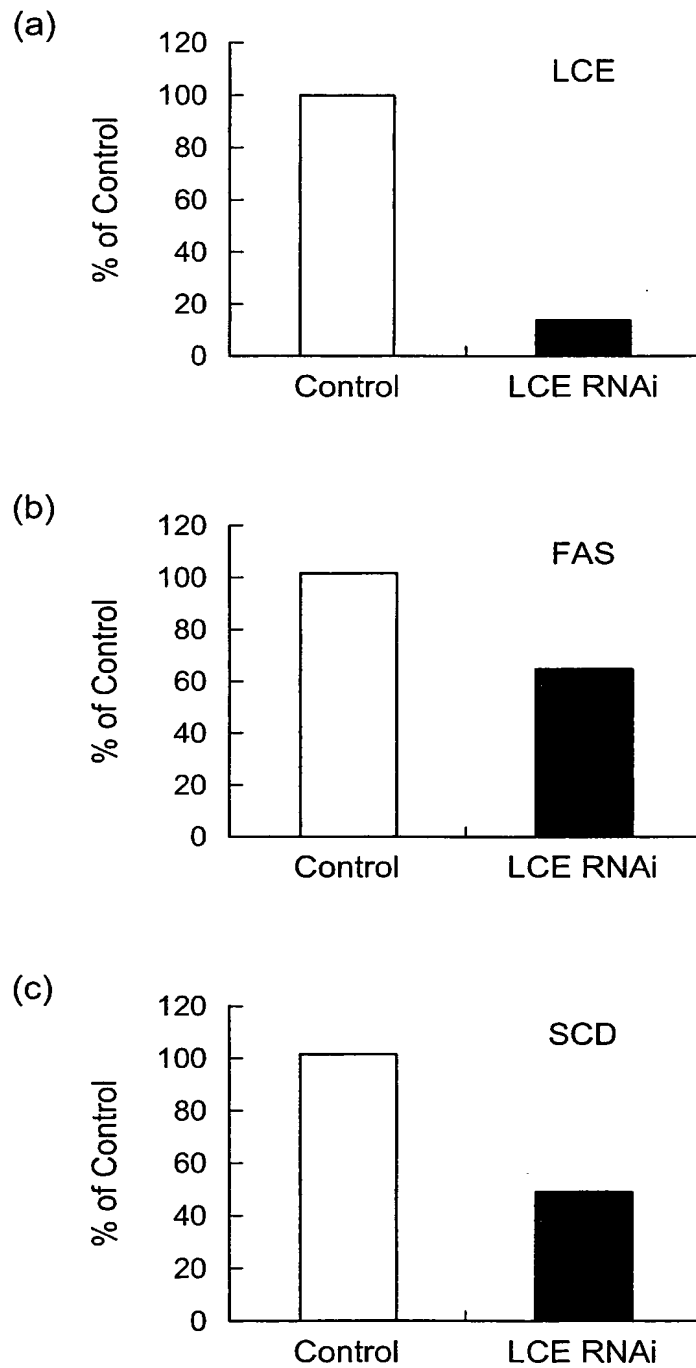 (a)
LCE
% of Control
120
100
80
60
40
20
0
Control
LCE RNAi
(b)
FAS
% of Control
120
100
80
60
40
20
0
Control
LCE RNAi
(c)
SCD
% of Control
120
100
80
60
40
20
0
Control
LCE RNAi